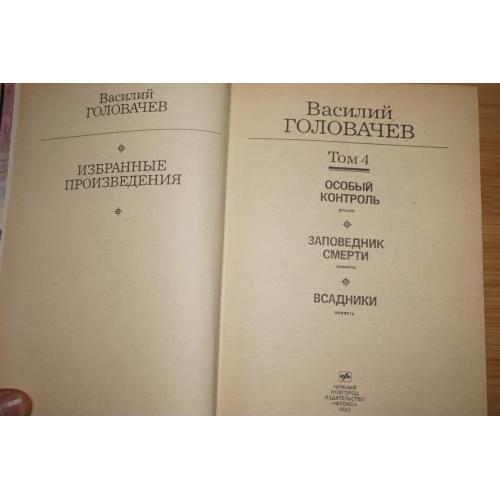 Василий
ГОЛОВАЧЕВ
ИЗБРАННЫЕ
ПРОИЗВЕДЕНИЯ
Василий
ГОЛОВАЧЕВ
Том 4
ОСОБЫЙ
КОНТРОЛЬ
роман
ЗАПОВЕДНИК
СМЕРТИ
повесть
ВСАДНИКИ
повесть
НИЖНИЙ
НОВГОРОД
ИЗДАТЕЛЬСТВО
«ФЛОКС»
1993